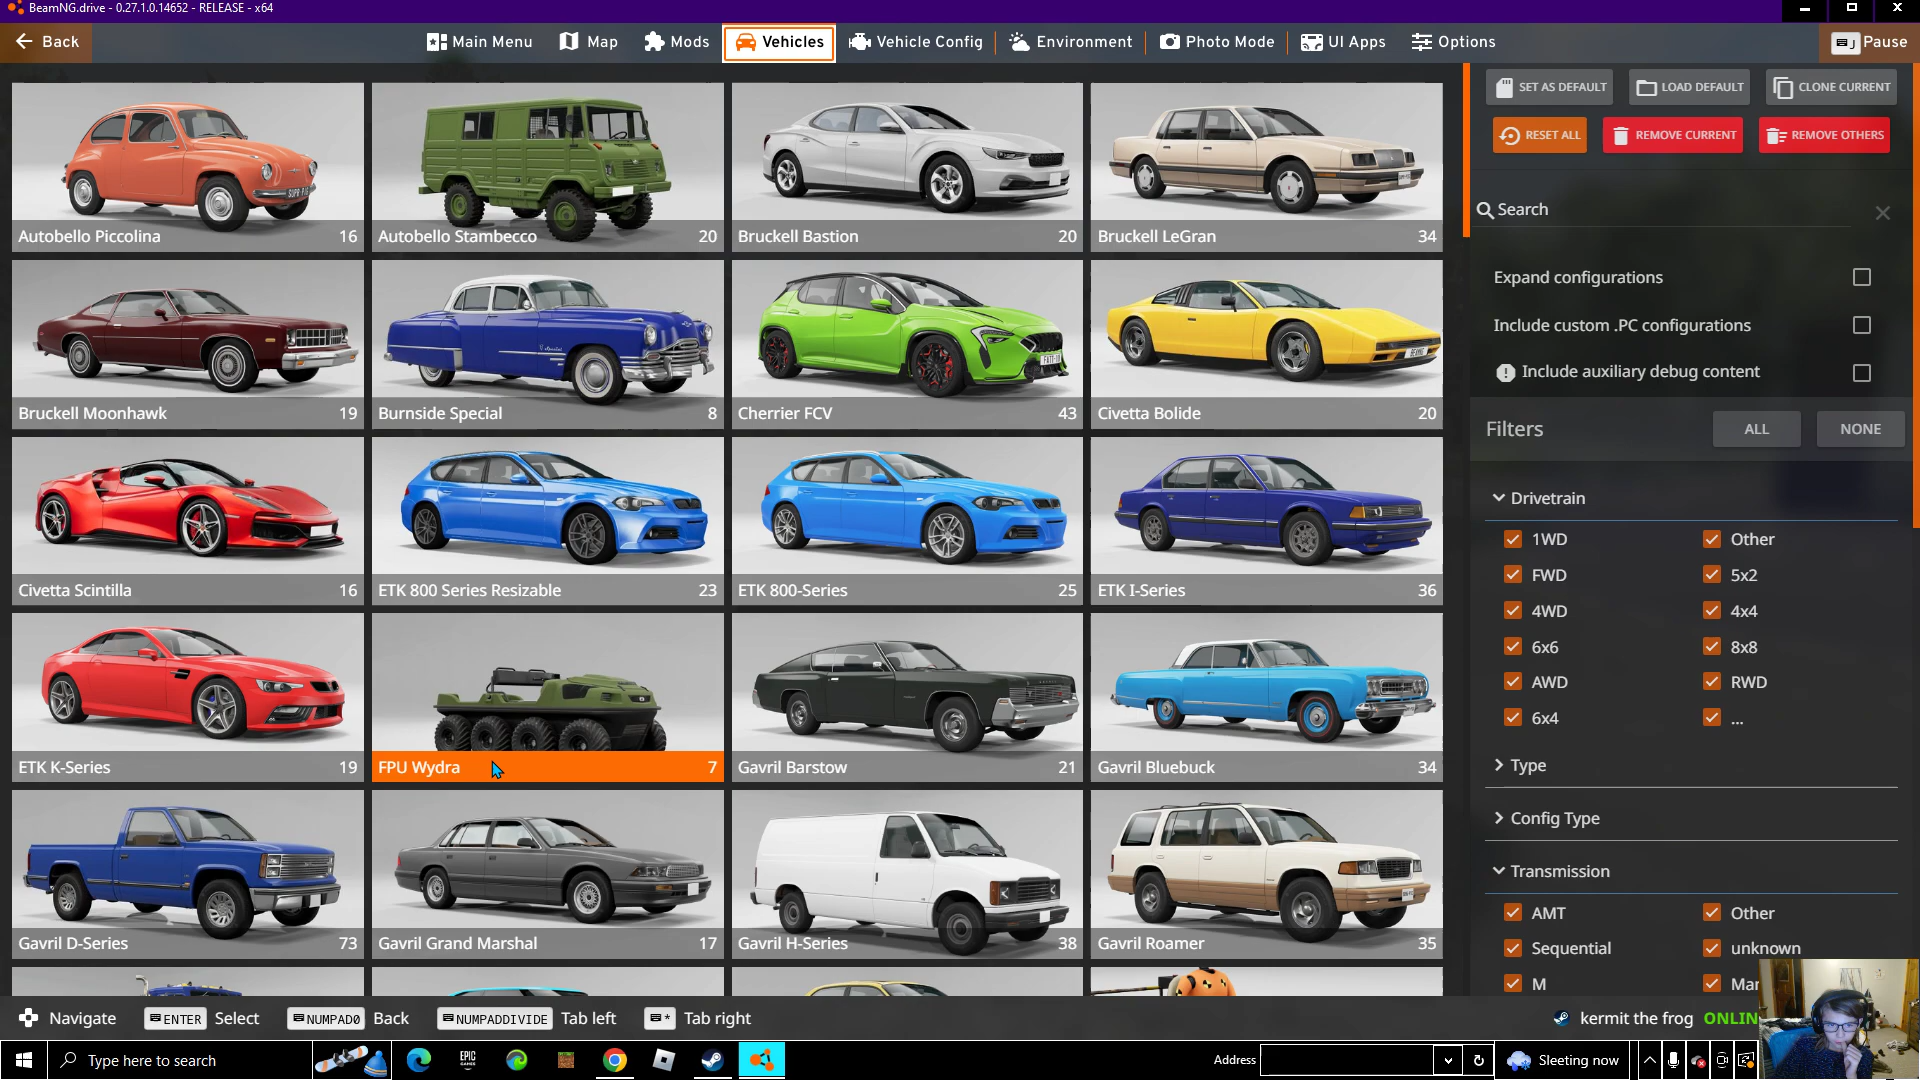 BeamNG.drive - 0.27.1.0.14652 - RELEASE - x64
Back
Main Menu
Map
Mods
Vehicles
Vehicle Config
Environment
Photo Mode
UI Apps
Options
J Pause
Autobello Piccolina 16
Autobello Stambecco 20
Bruckell Bastion 20
Bruckell LeGran 34
Bruckell Moonhawk 19
Burnside Special 8
Cherrier FCV 43
Civetta Bolide 20
Civetta Scintilla 16
ETK 800 Series Resizable 23
ETK 800-Series 25
ETK I-Series 36
ETK K-Series 19
FPU Wydra 7
Gavril Barstow 21
Gavril Bluebuck 34
Gavril D-Series 73
Gavril Grand Marshal 17
Gavril H-Series 38
Gavril Roamer 35
SET AS DEFAULT
LOAD DEFAULT
CLONE CURRENT
RESET ALL
REMOVE CURRENT
REMOVE OTHERS
Search
Expand configurations
Include custom .PC configurations
Include auxiliary debug content
Filters
ALL
NONE
Drivetrain
1WD Other
FWD 5x2
4WD 4x4
6x6 8x8
AWD RWD
6x4 ...
Type
Config Type
Transmission
AMT Other
Sequential unknown
M Mar
Navigate
ENTER Select
NUMPAD0 Back
NUMPADDIVIDE Tab left
* Tab right
kermit the frog ONLIN
Type here to search
EPIC GAMES
Address
Sleeting now